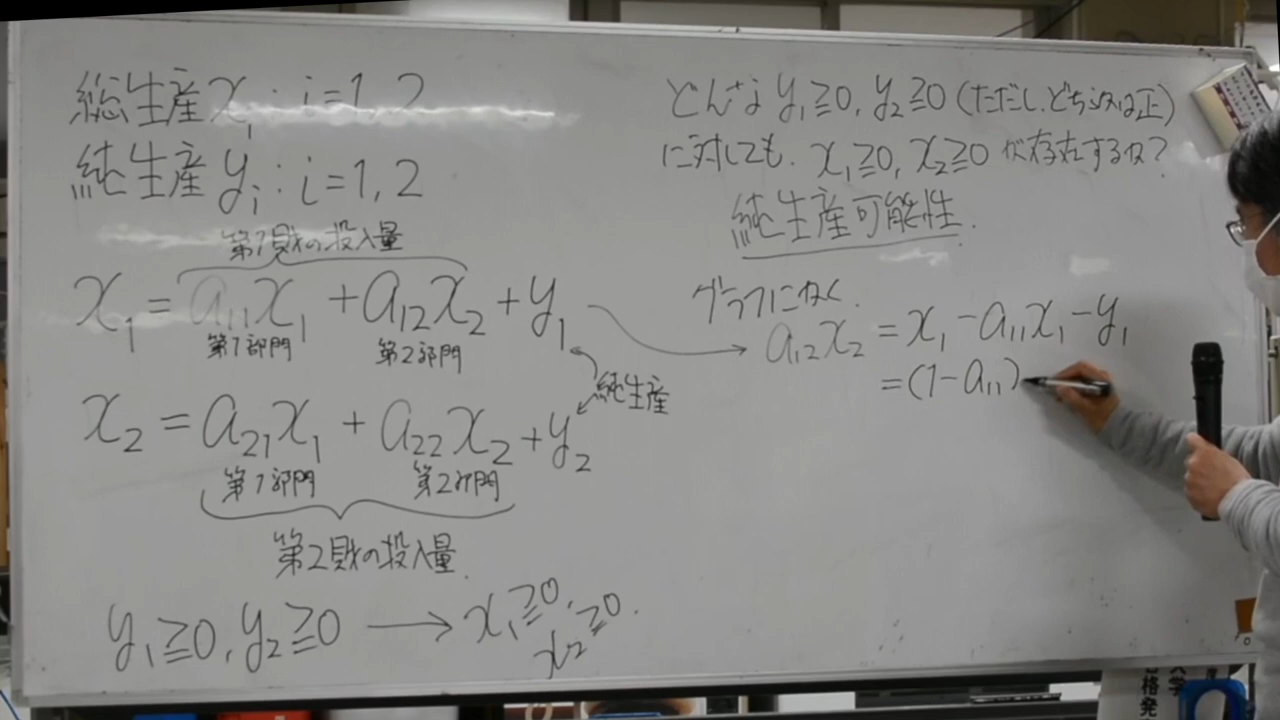 総生産 x_i : i=1,2
純生産 y_i : i=1,2
第1財の投入量
x_1 = a_11 x_1 + a_12 x_2 + y_1
第1部門 第2部門
純生産
x_2 = a_21 x_1 + a_22 x_2 + y_2
第1部門 第2部門
第2財の投入量
y_1≧0, y_2≧0 → x_1≧0, x_2≧0.
どんな y_1≧0, y_2≧0 (ただし、どちらかは正)
に対しても、x_1≧0, x_2≧0 が存在するか?
純生産可能性.
グラフにかく.
a_12 x_2 = x_1 - a_11 x_1 - y_1
= (1 - a_11)